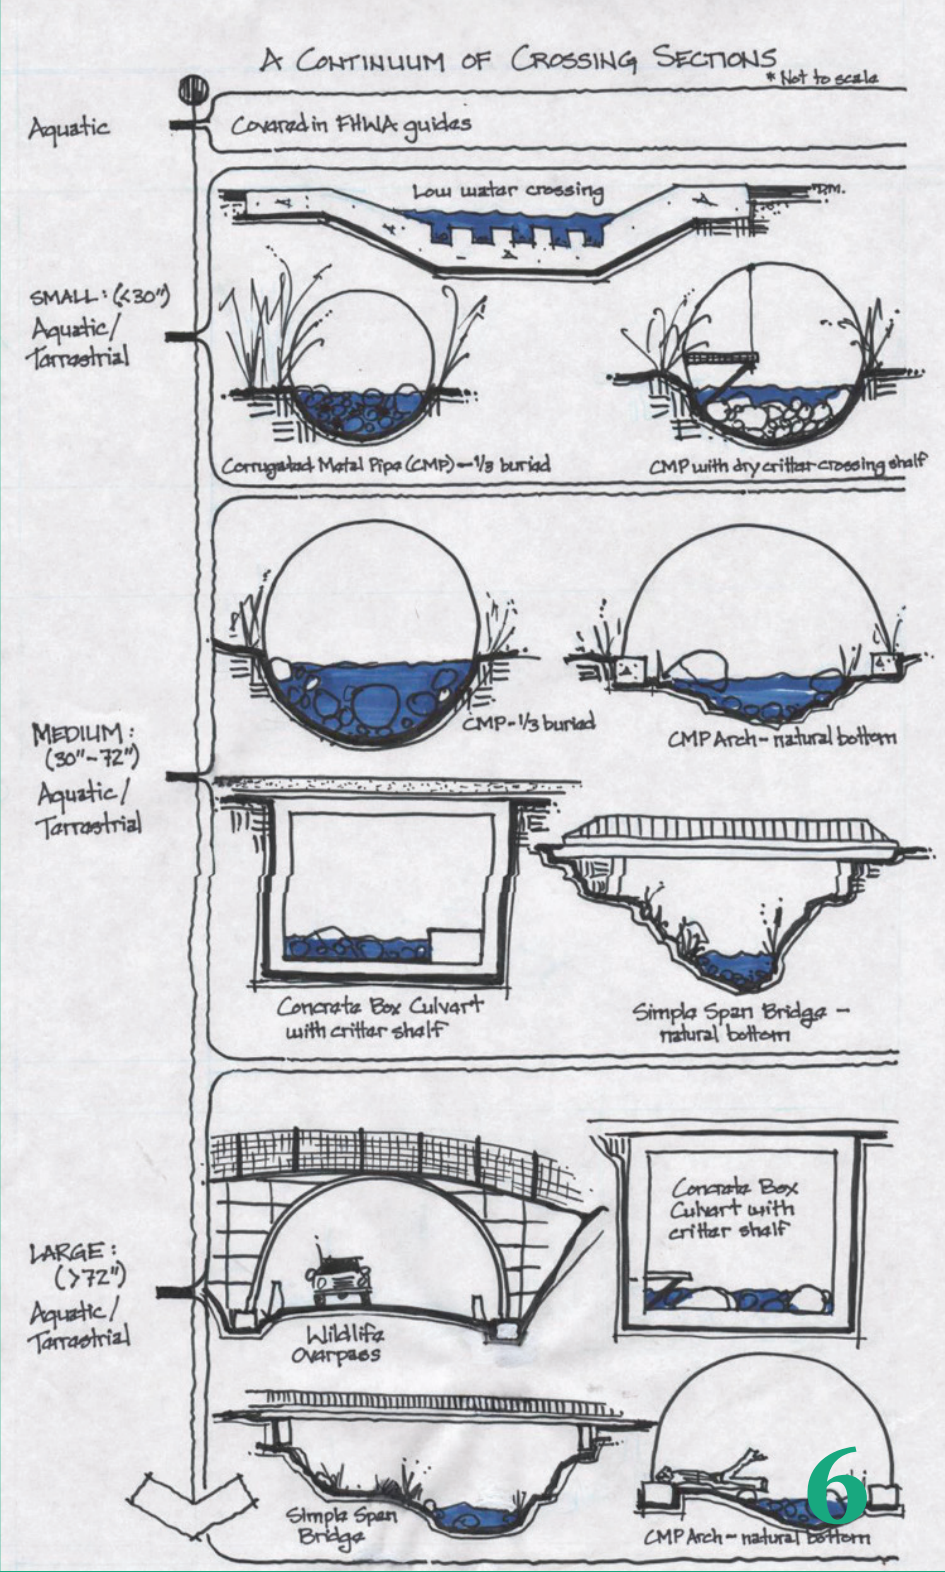 A Continuum of Crossing Sections
* Not to scale
Aquatic
Covered in FHWA guides
Low water crossing
SMALL: (<30")
Aquatic/
Terrestrial
Corrugated Metal Pipe (CMP) - 1/3 buried
CMP with dry critter crossing shelf
MEDIUM:
(30"-72")
Aquatic/
Terrestrial
CMP - 1/3 buried
CMP Arch - natural bottom
Concrete Box Culvert
with critter shelf
Simple Span Bridge -
natural bottom
LARGE:
(>72")
Aquatic/
Terrestrial
Wildlife
Overpass
Concrete Box
Culvert with
critter shelf
Simple Span
Bridge
CMP Arch - natural bottom
6